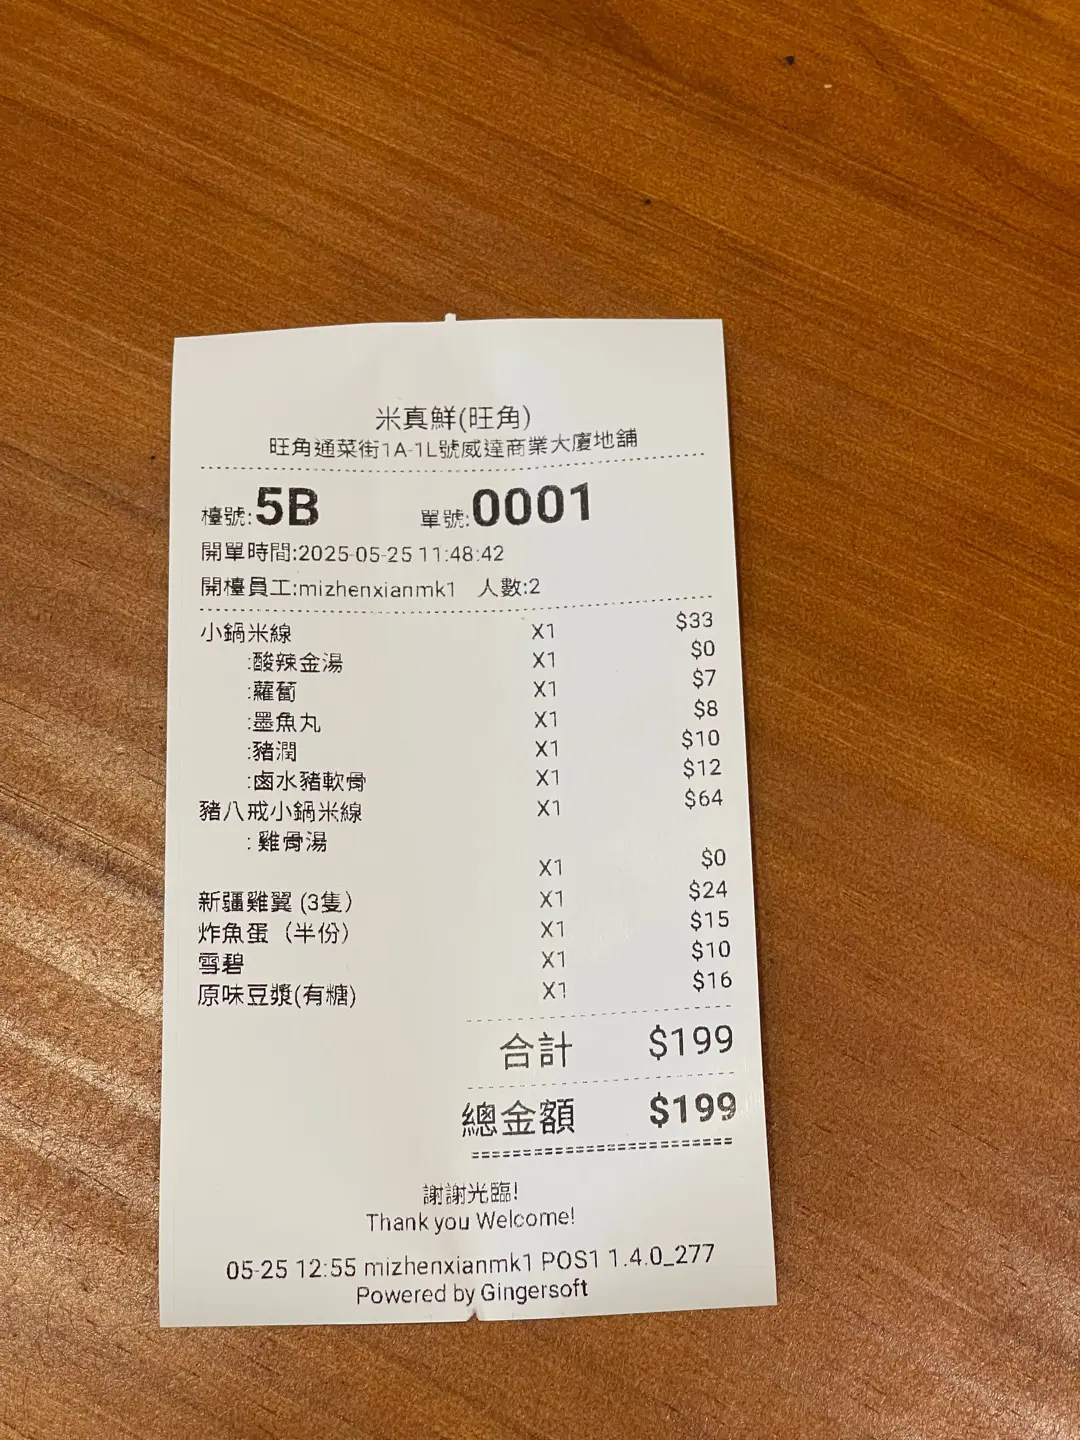 米真鮮(旺角)
旺角通菜街1A-1L號威達商業大廈地舖
檯號:5B 單號:0001
開單時間:2025-05-25 11:48:42
開檯員工:mizhenxianmk1 人數:2
小鍋米線 X1 $33
:酸辣金湯 X1 $0
:蘿蔔 X1 $7
:墨魚丸 X1 $8
:豬潤 X1 $10
:鹵水豬軟骨 X1 $12
豬八戒小鍋米線 X1 $64
: 雞骨湯
X1 $0
新疆雞翼 (3隻) X1 $24
炸魚蛋（半份） X1 $15
雪碧 X1 $10
原味豆漿(有糖) X1 $16
合計 $199
總金額 $199
謝謝光臨!
Thank you Welcome!
05-25 12:55 mizhenxianmk1 POS1 1.4.0_277
Powered by Gingersoft